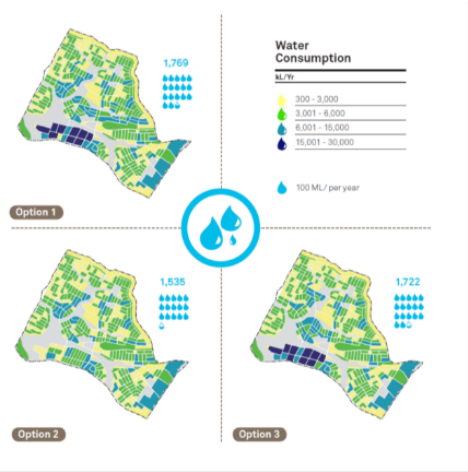 1,769
Water
Consumption
kL/Yr
300 - 3,000
3,001 - 6,000
6,001 - 15,000
15,001 - 30,000
100 ML/ per year
Option 1
1,535
1,722
Option 2
Option 3